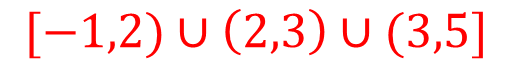 [−1,2) ∪ (2,3) ∪ (3,5]